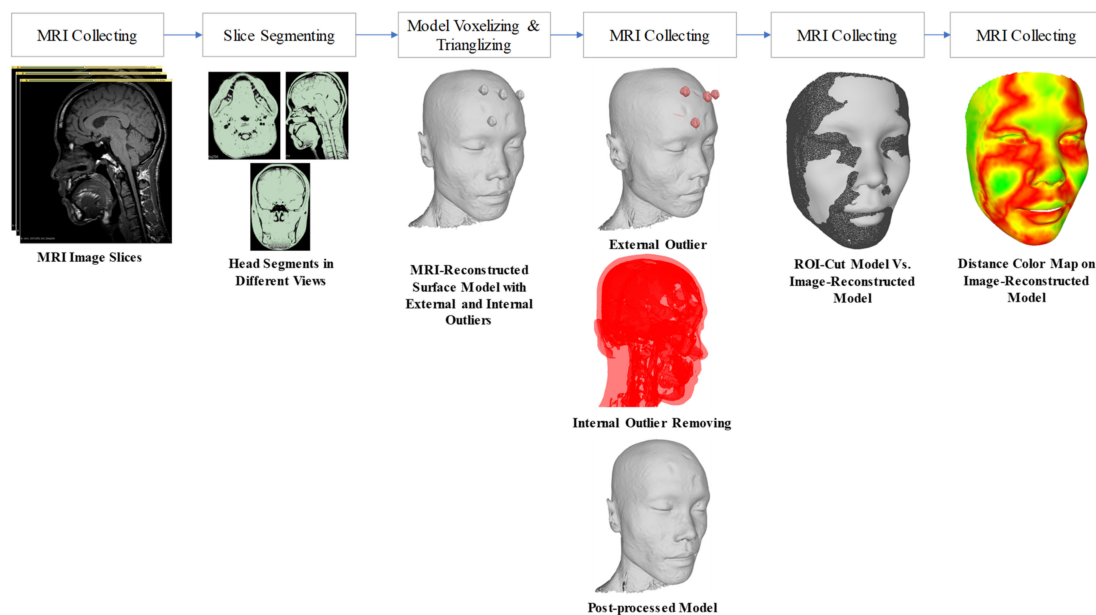 MRI Collecting
Slice Segmenting
Model Voxelizing &
Trianglizing
MRI Collecting
MRI Collecting
MRI Collecting
MRI Image Slices
Head Segments in
Different Views
MRI-Reconstructed
Surface Model with
External and Internal
Outliers
External Outlier
Internal Outlier Removing
Post-processed Model
ROI-Cut Model Vs.
Image-Reconstructed
Model
Distance Color Map on
Image-Reconstructed
Model